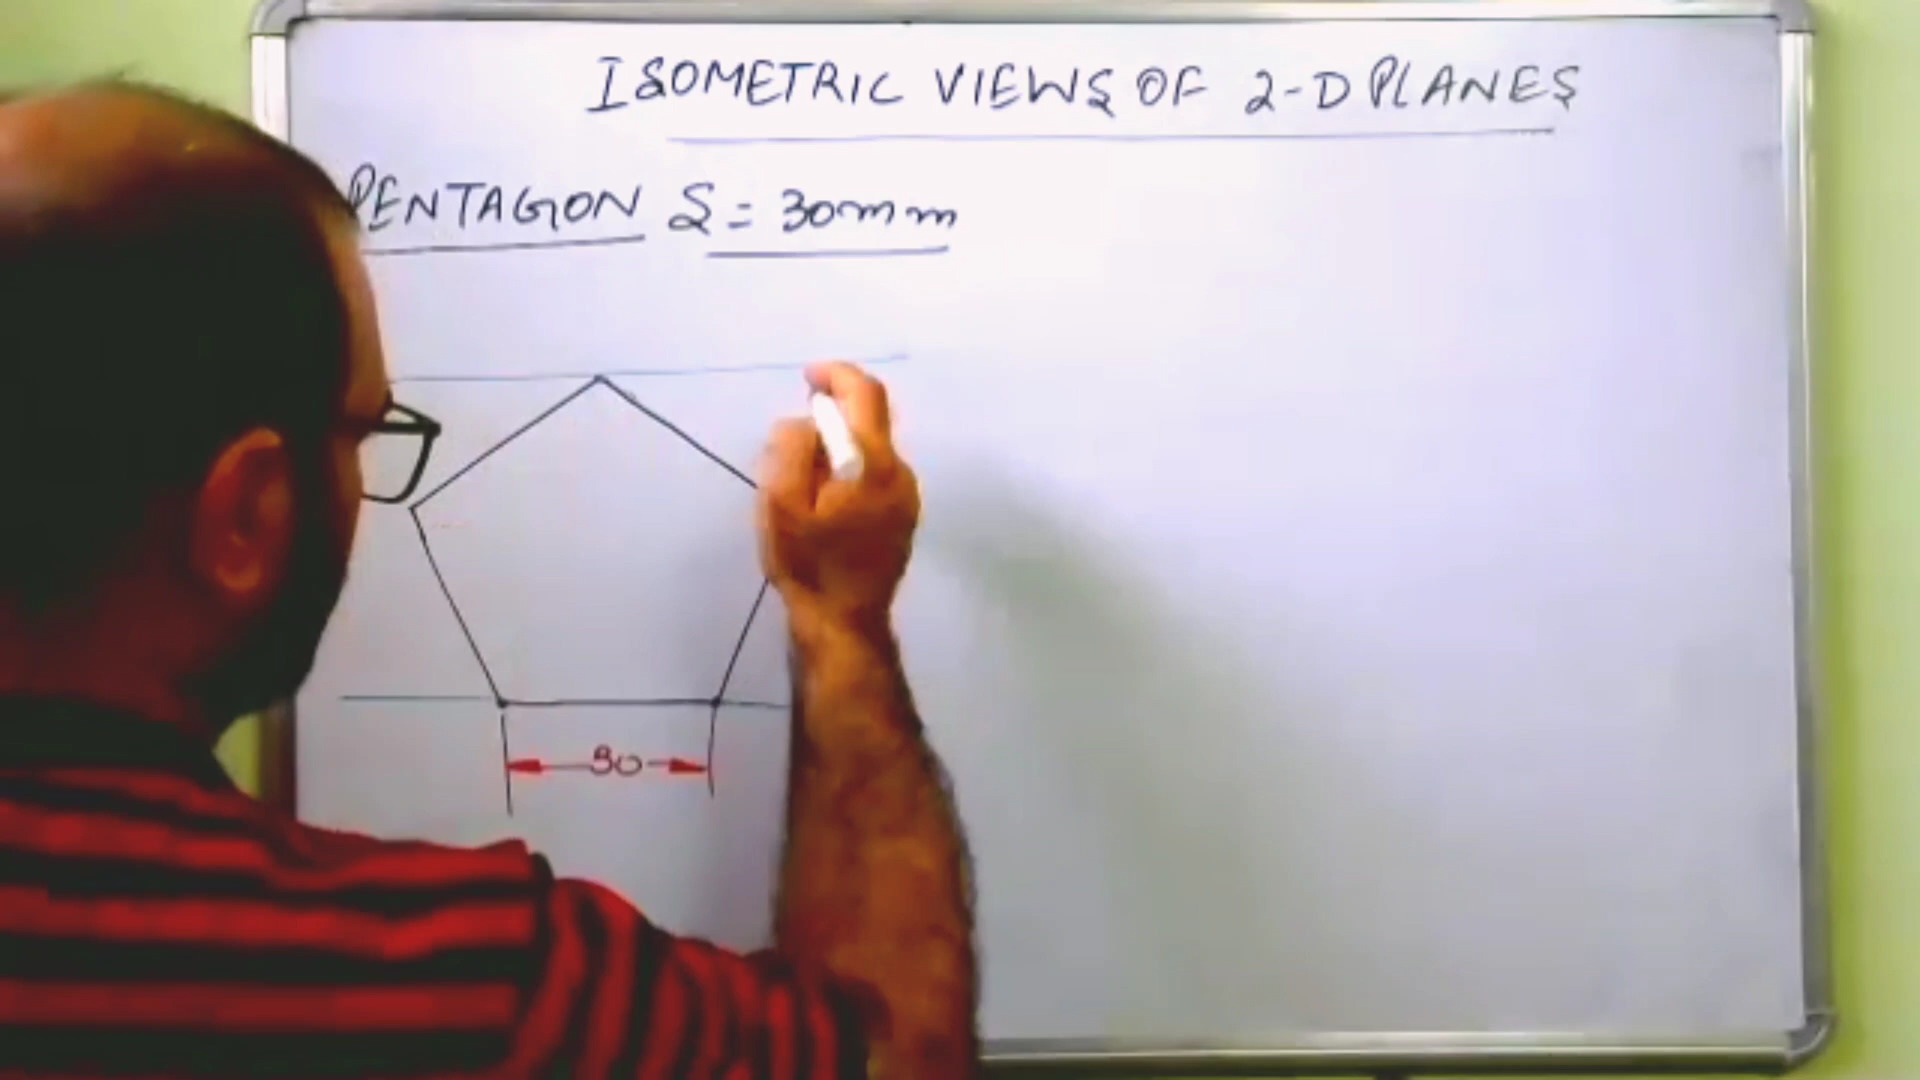 ISOMETRIC VIEWS OF 2-D PLANES
PENTAGON S = 30mm
30